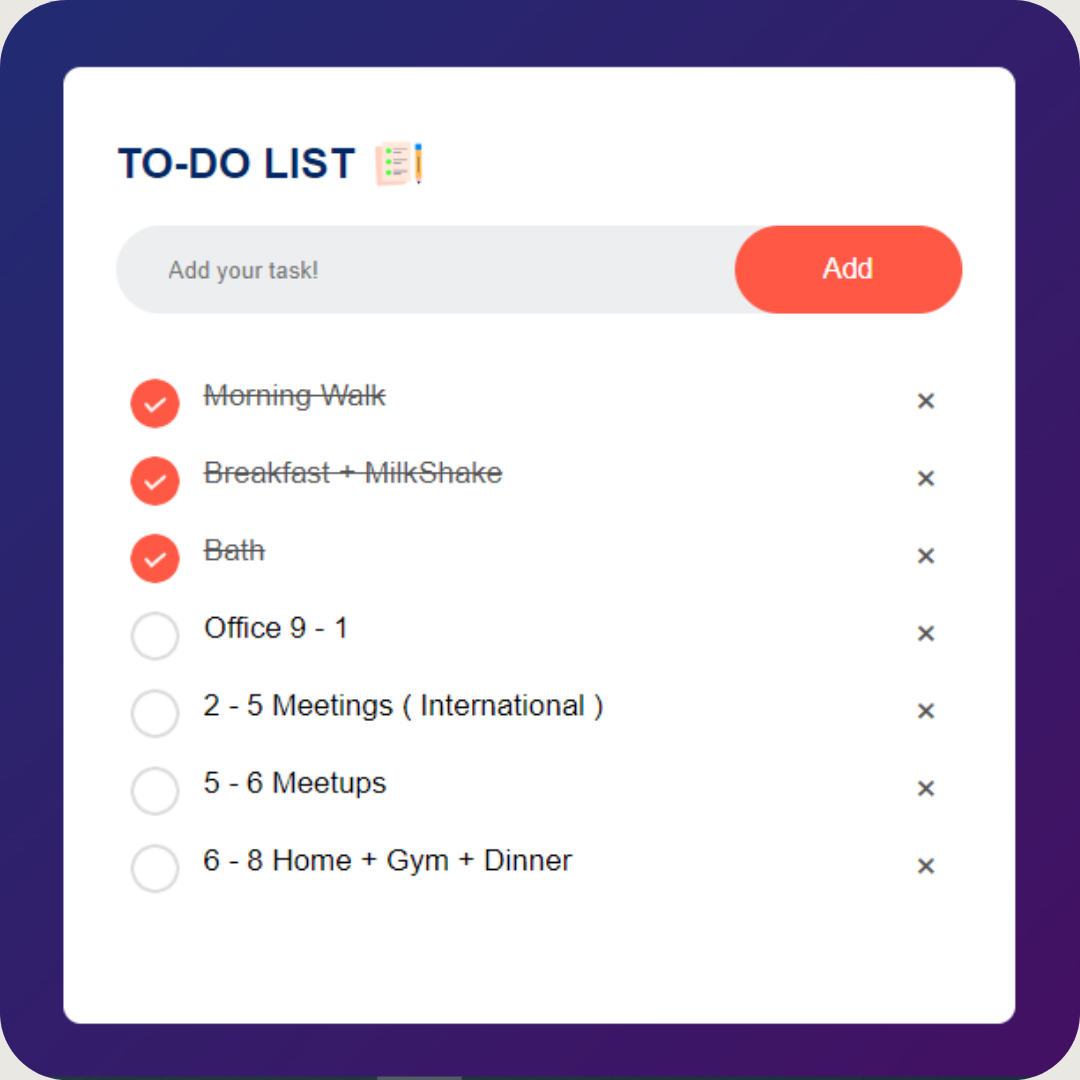 TO-DO LIST
Add your task!
Add
Morning Walk
Breakfast + MilkShake
Bath
Office 9 - 1
2 - 5 Meetings ( International )
5 - 6 Meetups
6 - 8 Home + Gym + Dinner